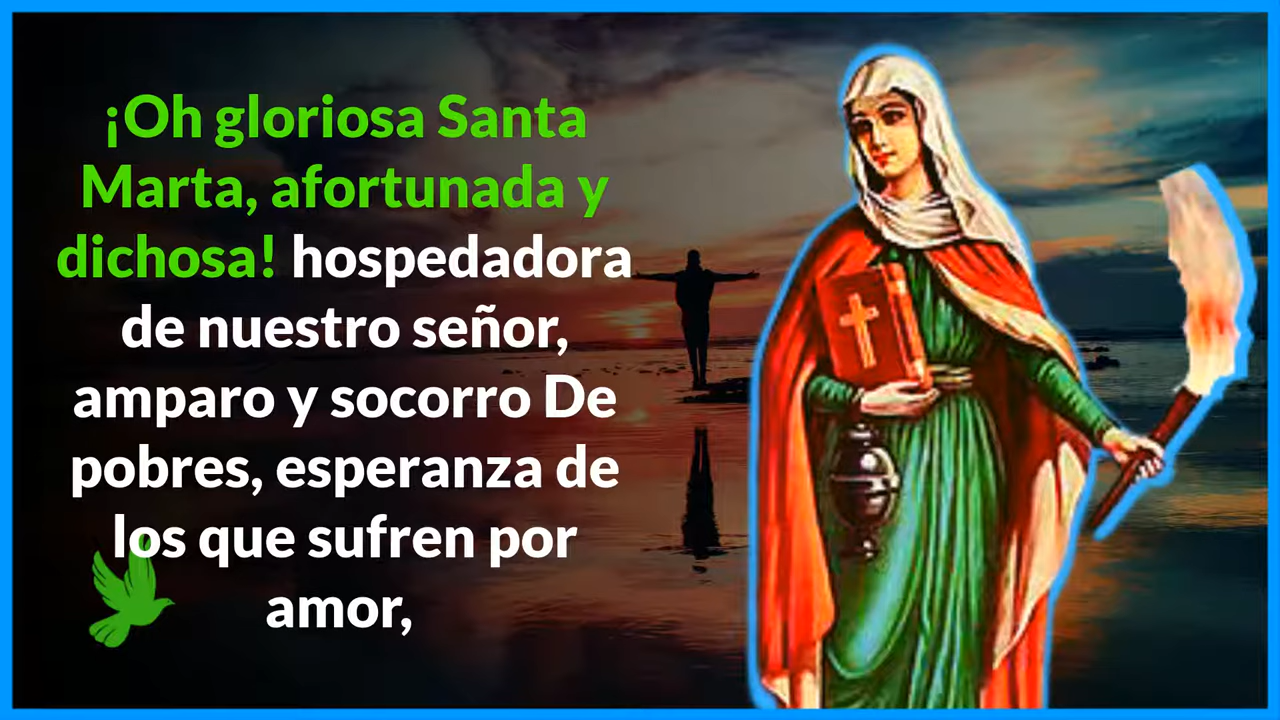 ¡Oh gloriosa Santa
Marta, afortunada y
dichosa! hospedadora
de nuestro señor,
amparo y socorro De
pobres, esperanza de
los que sufren por
amor,